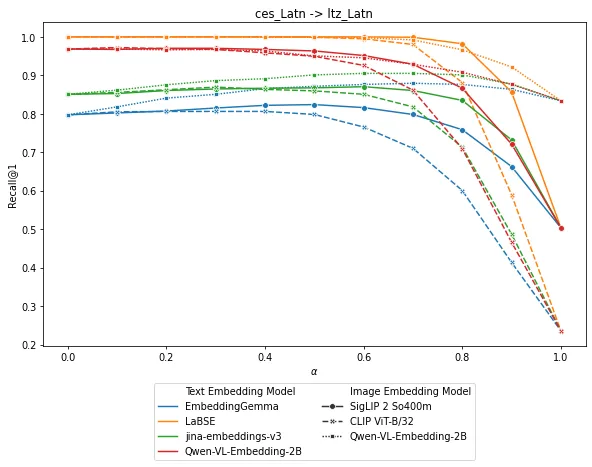 ces_Latn -> ltz_Latn
Recall@1
1.0
0.9
0.8
0.7
0.6
0.5
0.4
0.3
0.2
0.0 0.2 0.4 0.6 0.8 1.0
α
Text Embedding Model
EmbeddingGemma
LaBSE
jina-embeddings-v3
Qwen-VL-Embedding-2B
Image Embedding Model
SigLIP 2 So400m
CLIP ViT-B/32
Qwen-VL-Embedding-2B